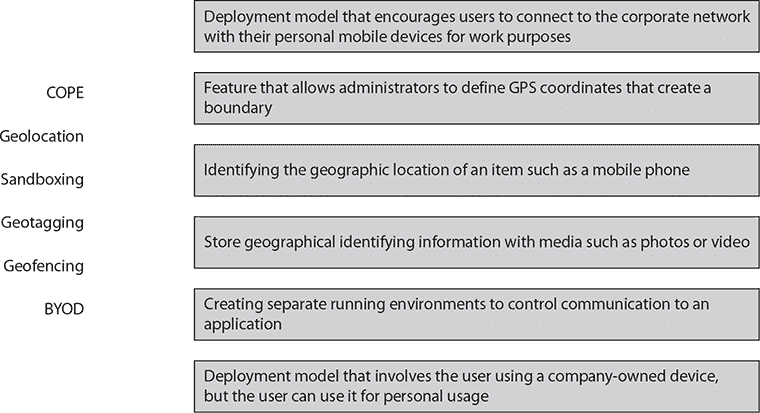 Deployment model that encourages users to connect to the corporate network
with their personal mobile devices for work purposes
COPE
Feature that allows administrators to define GPS coordinates that create a
boundary
Geolocation
Sandboxing
Identifying the geographic location of an item such as a mobile phone
Geotagging
Store geographical identifying information with media such as photos or video
Geofencing
BYOD
Creating separate running environments to control communication to an
application
Deployment model that involves the user using a company-owned device,
but the user can use it for personal usage